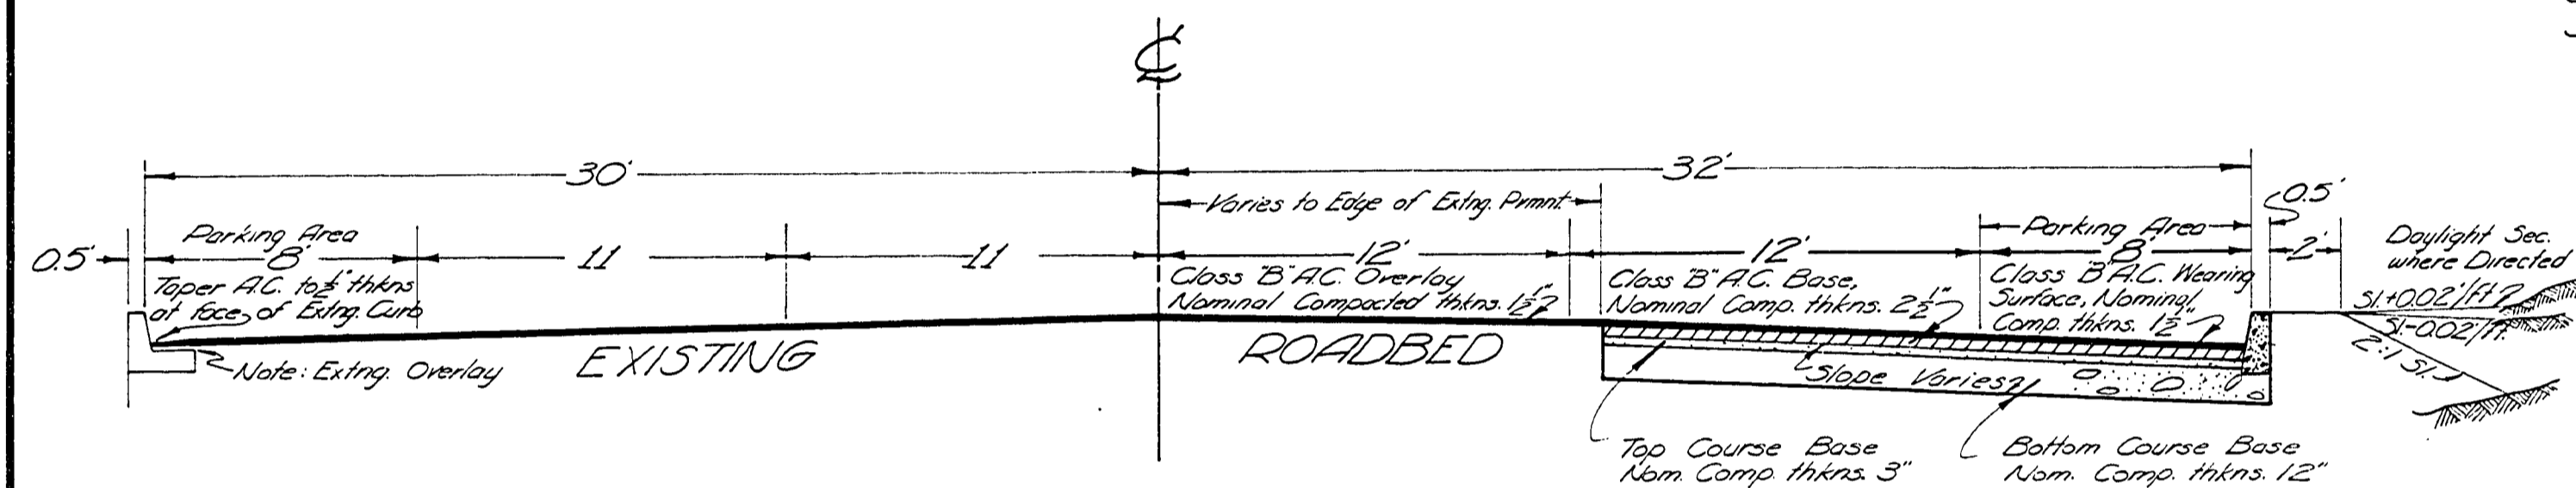 ℄
30'
32'
Varies to Edge of Extng. Pvmnt.
0.5'
Parking Area
Parking Area
0.5'
8'
11
11
12'
12'
8'
2'
Daylight Sec.
where Directed
Taper A.C. to ½" thkns
at face of Extng. Curb
Class "B" A.C. Overlay
Nominal Compacted thkns. 1½"
Class "B" A.C. Base,
Nominal Comp. thkns. 2½"
Class "B" A.C. Wearing
Surface, Nominal
Comp. thkns. 1½"
Sl.+0.02'/ft.
Sl.-0.02'/ft.
2:1 Sl.
Note: Extng. Overlay
EXISTING
ROADBED
Slope Varies
Top Course Base
Nom. Comp. thkns. 3"
Bottom Course Base
Nom. Comp. thkns. 12"